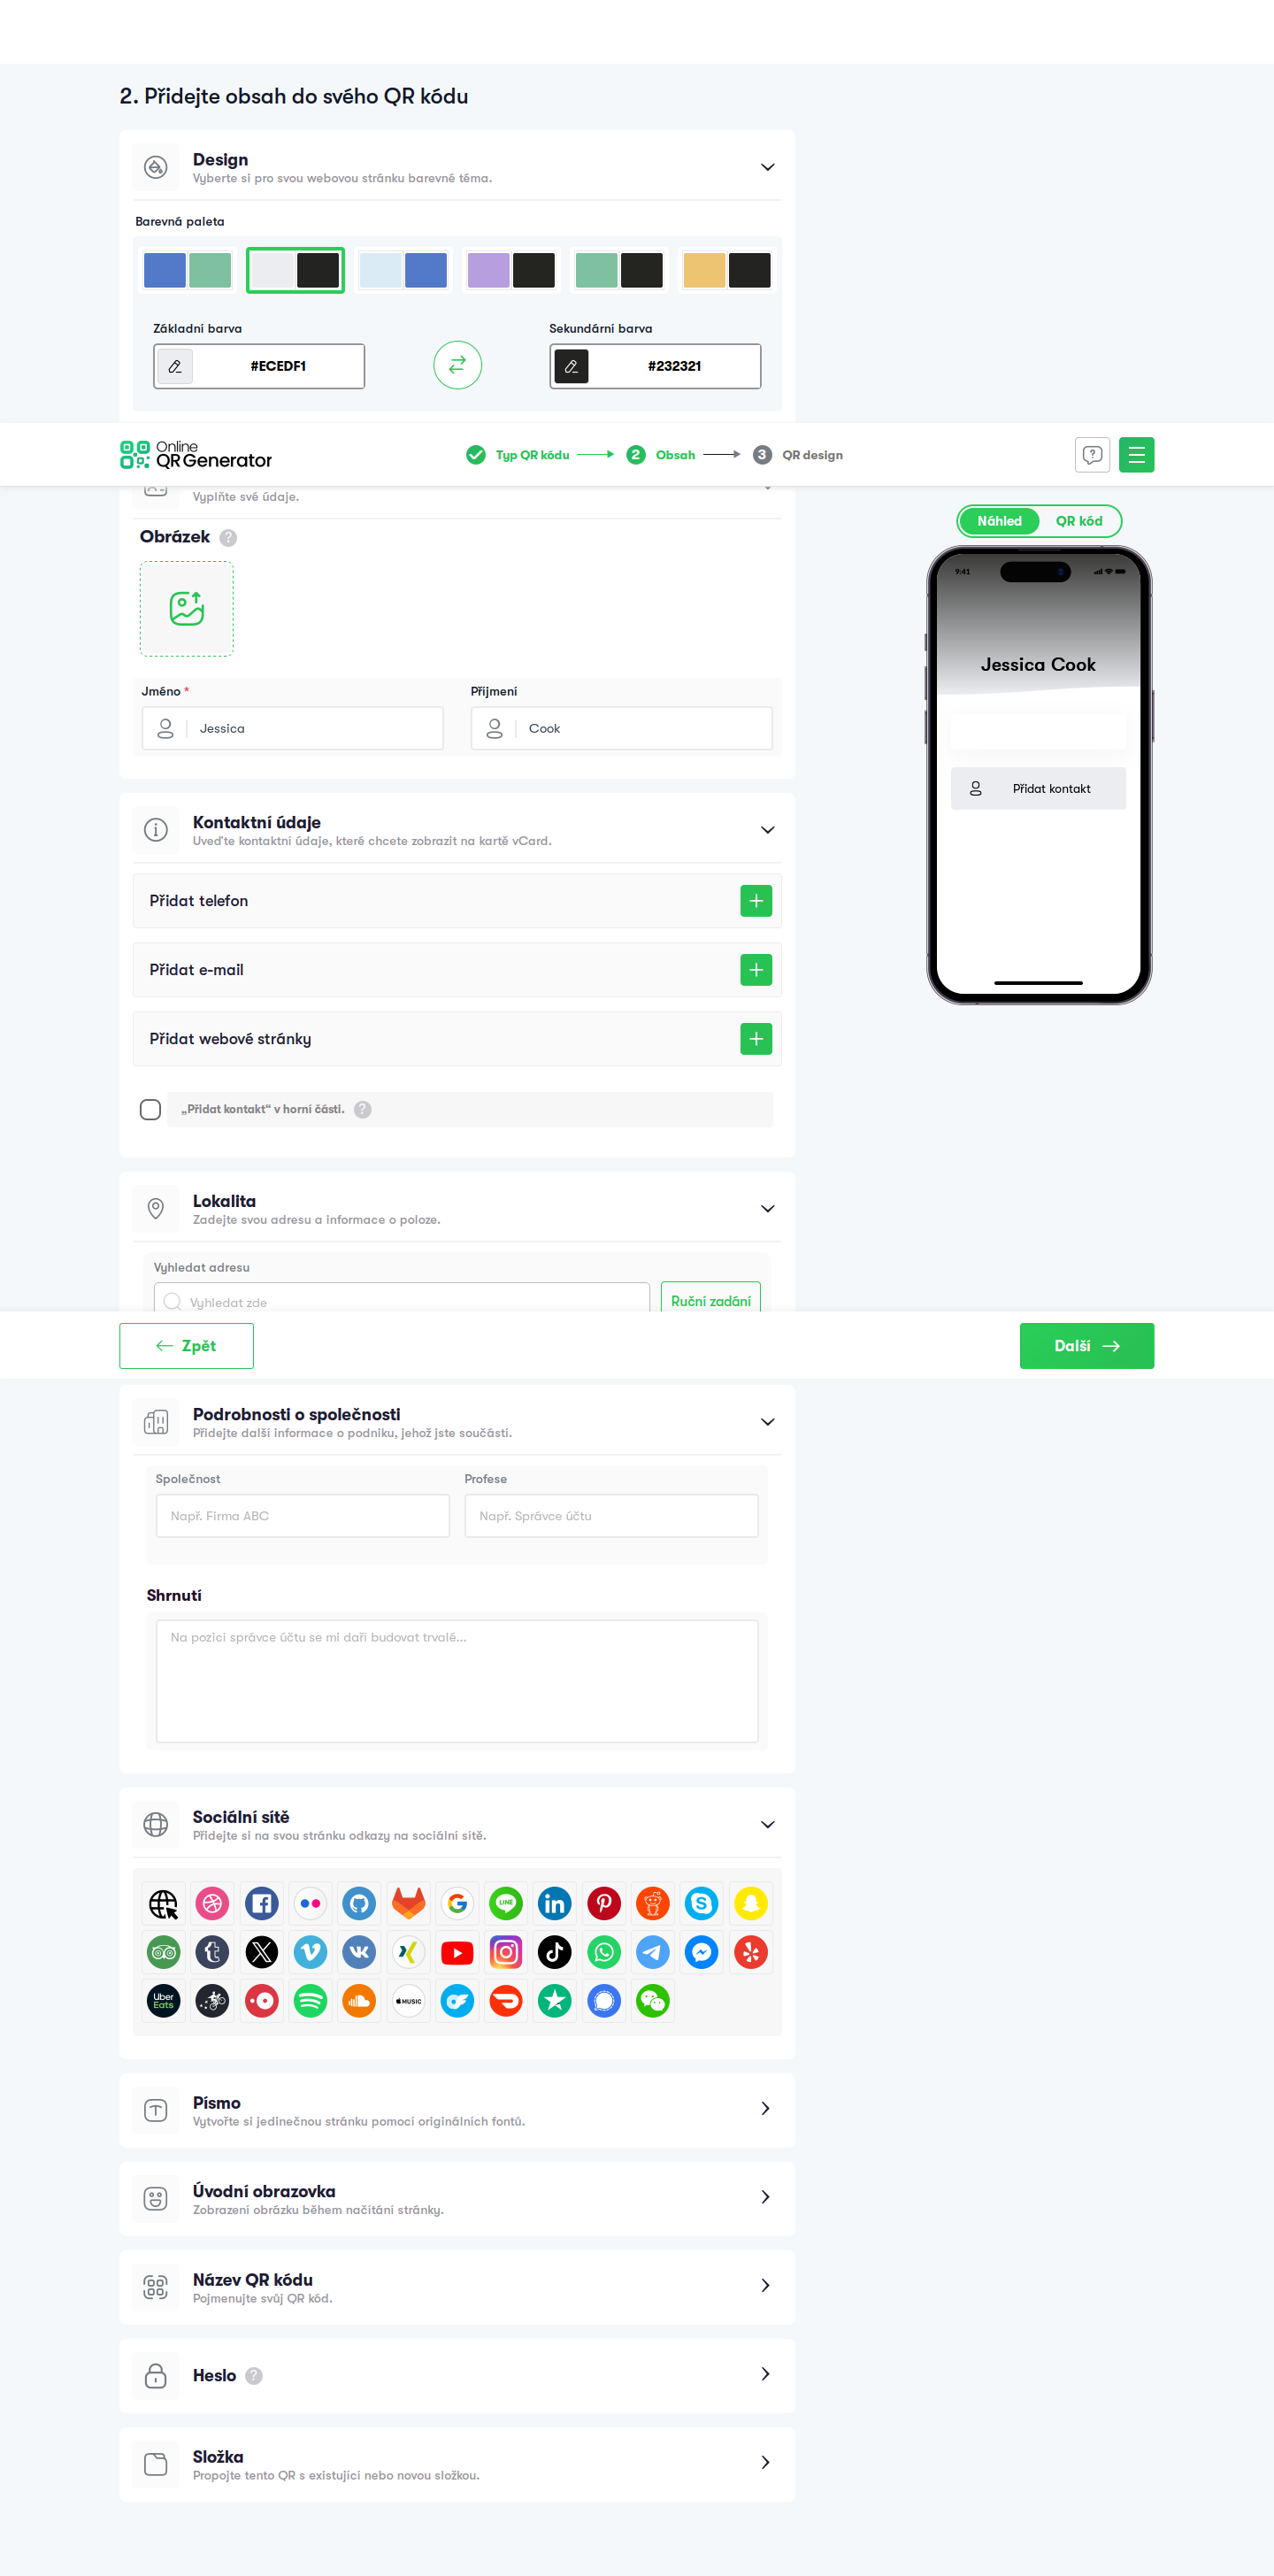 2. Přidejte obsah do svého QR kódu
Design
Vyberte si pro svou webovou stránku barevné téma.
Barevná paleta
Základní barva
#ECEDF1
Sekundární barva
#232321
Online
QR Generator
Typ QR kódu
2
Obsah
3
QR design
?
Vyplňte své údaje.
Obrázek ?
Jméno *
Jessica
Příjmení
Cook
Náhled
QR kód
9:41
Jessica Cook
Přidat kontakt
Kontaktní údaje
Uveďte kontaktní údaje, které chcete zobrazit na kartě vCard.
Přidat telefon
Přidat e-mail
Přidat webové stránky
„Přidat kontakt“ v horní části. ?
Lokalita
Zadejte svou adresu a informace o poloze.
Vyhledat adresu
Vyhledat zde
Ruční zadání
Zpět
Další
Podrobnosti o společnosti
Přidejte další informace o podniku, jehož jste součástí.
Společnost
Např. Firma ABC
Profese
Např. Správce účtu
Shrnutí
Na pozici správce účtu se mi daří budovat trvalé...
Sociální sítě
Přidejte si na svou stránku odkazy na sociální sítě.
LINE
Uber
Eats
MUSIC
Písmo
Vytvořte si jedinečnou stránku pomocí originálních fontů.
Úvodní obrazovka
Zobrazení obrázku během načítání stránky.
Název QR kódu
Pojmenujte svůj QR kód.
Heslo ?
Složka
Propojte tento QR s existující nebo novou složkou.